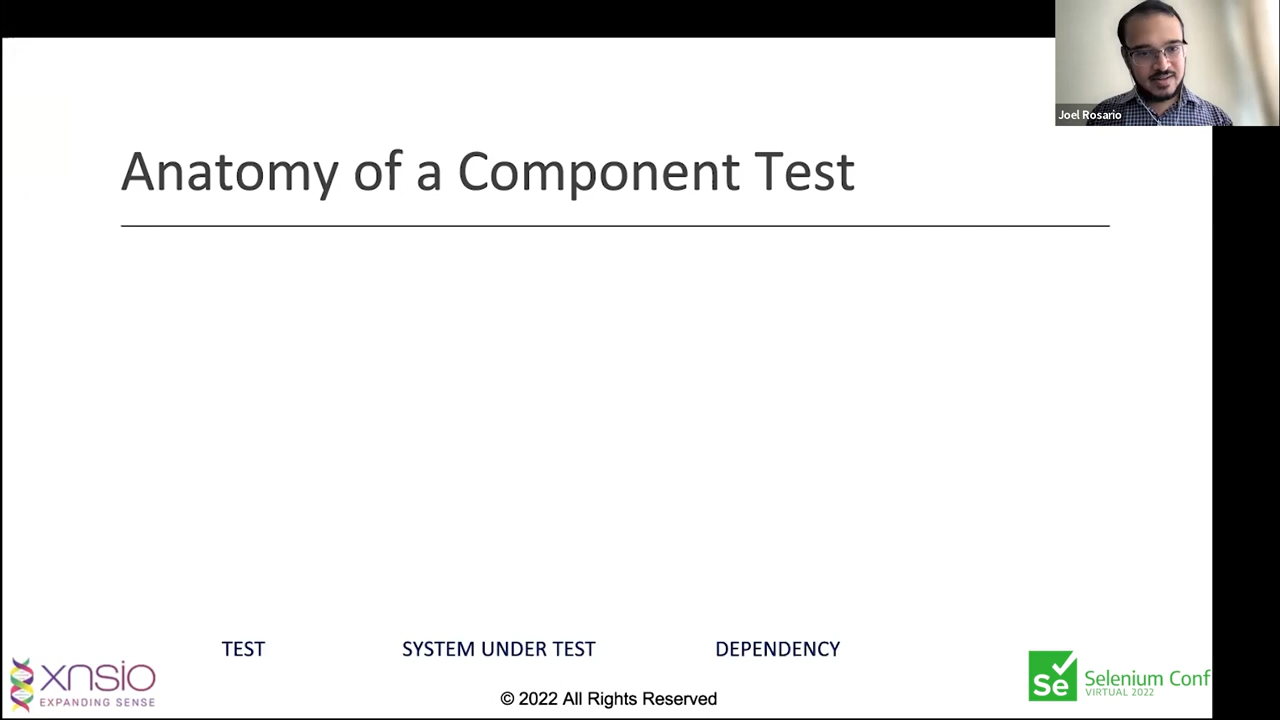 Joel Rosario
Anatomy of a Component Test
TEST
SYSTEM UNDER TEST
DEPENDENCY
xnsio
EXPANDING SENSE
© 2022 All Rights Reserved
Se
Selenium Conf
VIRTUAL 2022